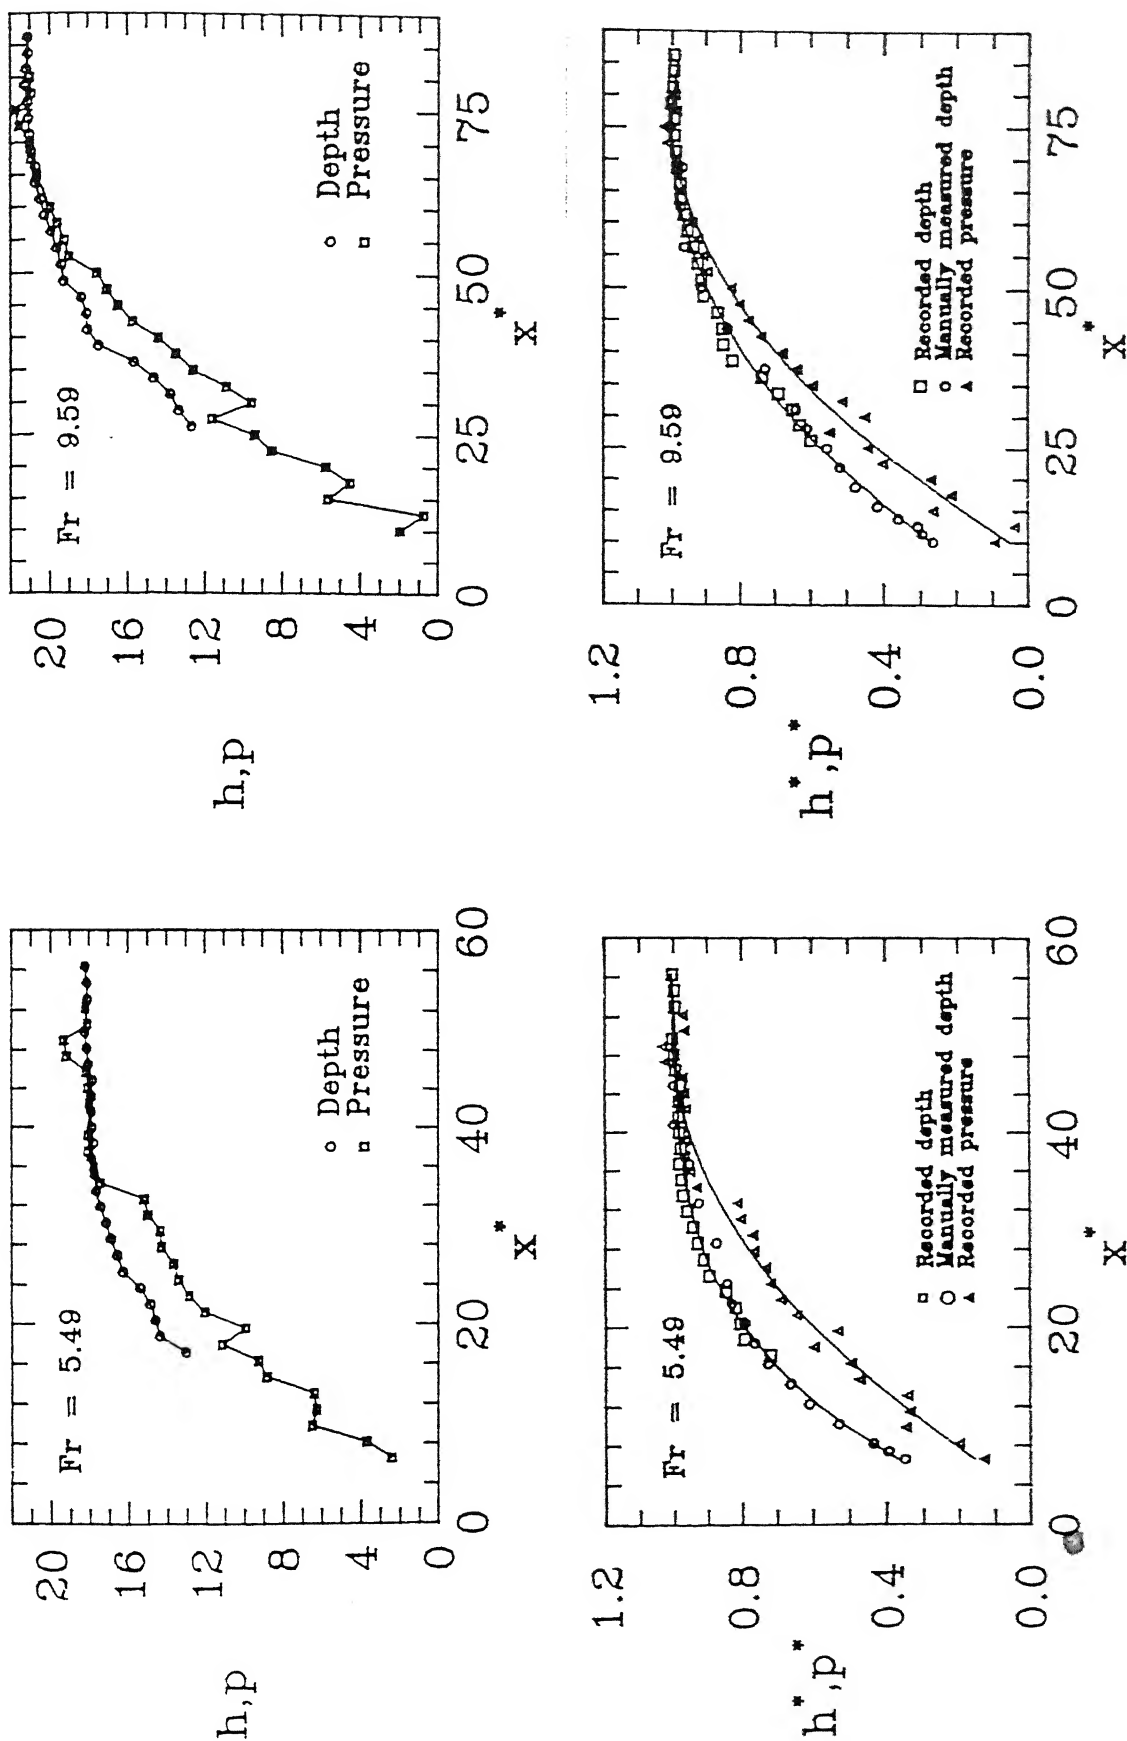 h,p
20
16
12
8
4
0
Fr = 5.49
Depth
Pressure
0
20
40
60
x*
h,p
20
16
12
8
4
0
Fr = 9.59
Depth
Pressure
0
25
50
75
x*
h*,p*
1.2
0.8
0.4
0.0
Fr = 5.49
Recorded depth
Manually measured depth
Recorded pressure
0
20
40
60
x*
h*,p*
1.2
0.8
0.4
0.0
Fr = 9.59
Recorded depth
Manually measured depth
Recorded pressure
0
25
50
75
x*